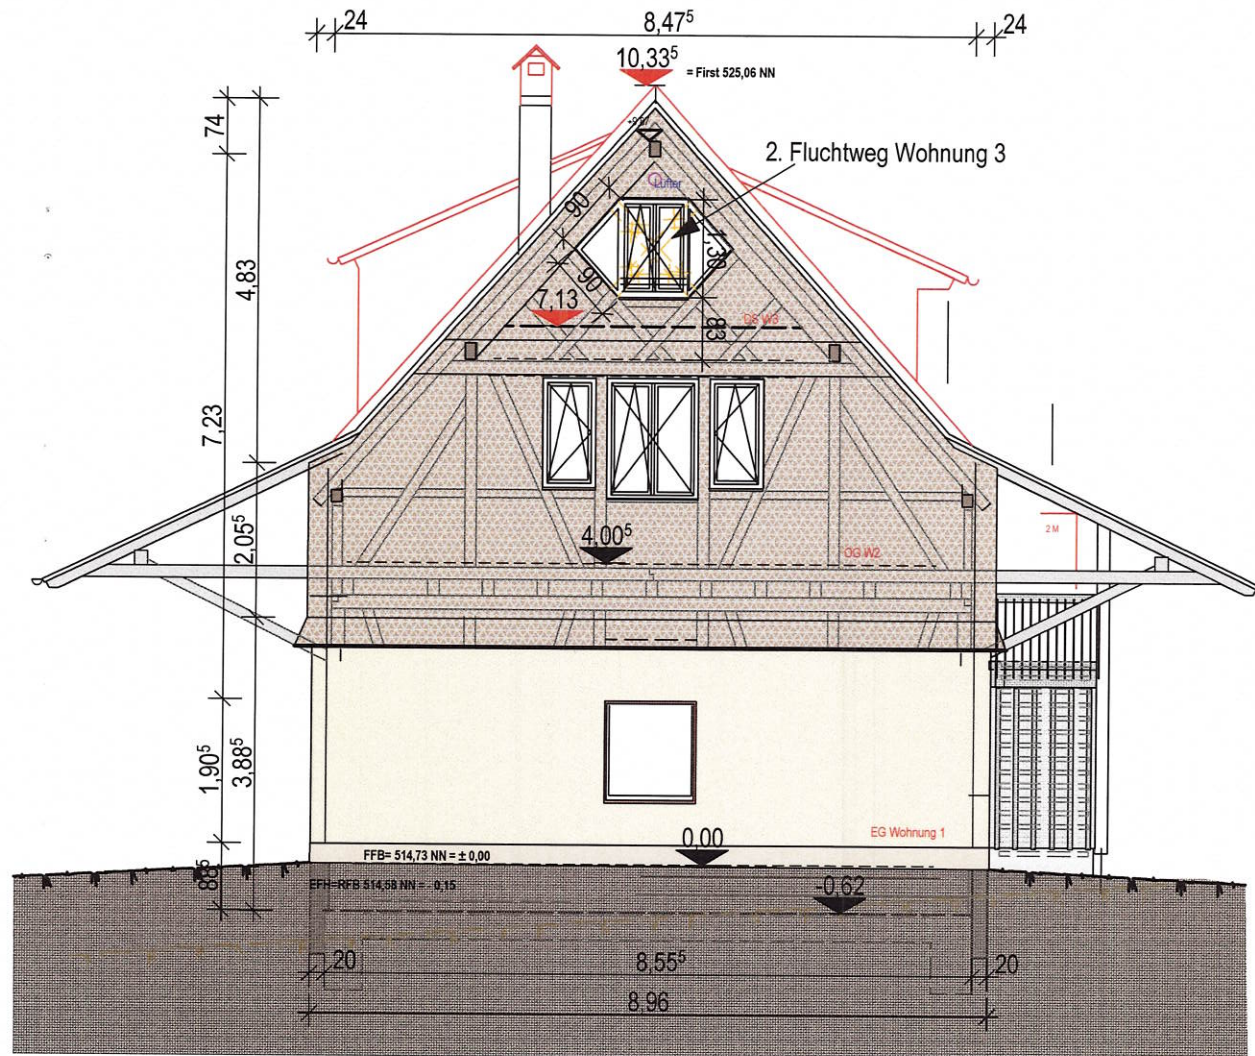 24
8,47⁵
24
10,33⁵
= First 525,06 NN
74
2. Fluchtweg Wohnung 3
Lüfter
90
1,30
4,83
90
7,13
83
DS W3
7,23
2,05⁵
4,00⁵
2 M
OG W2
1,90⁵
3,88⁵
EG Wohnung 1
0,00
FFB= 514,73 NN = ± 0,00
88⁵
EFH=RFB 514,58 NN = - 0,15
-0,62
20
8,55⁵
20
8,96